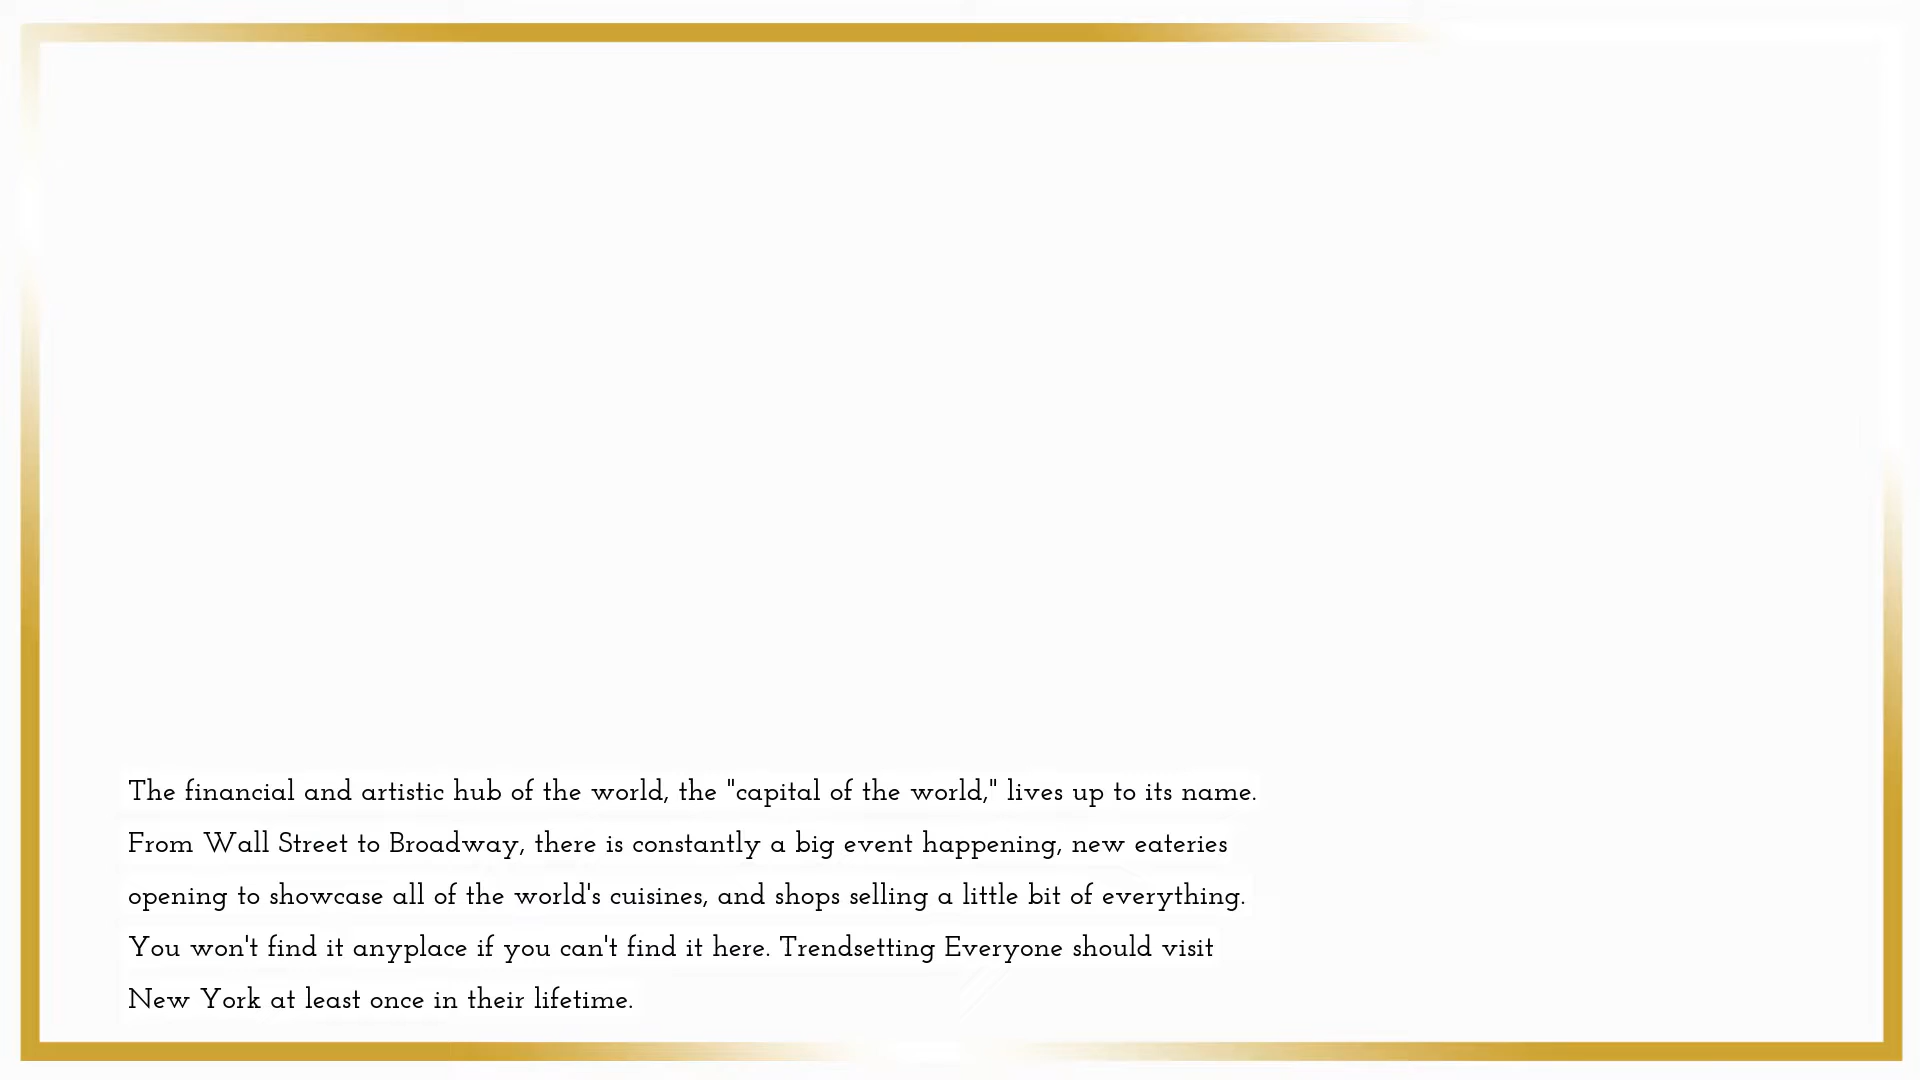 The financial and artistic hub of the world, the "capital of the world," lives up to its name.
From Wall Street to Broadway, there is constantly a big event happening, new eateries
opening to showcase all of the world's cuisines, and shops selling a little bit of everything.
You won't find it anyplace if you can't find it here. Trendsetting Everyone should visit
New York at least once in their lifetime.